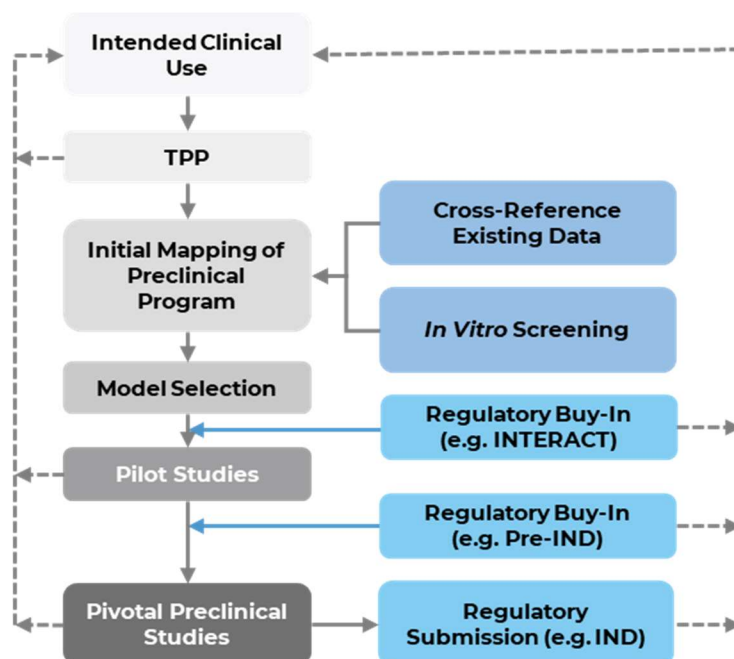 Intended Clinical
Use
TPP
Initial Mapping of
Preclinical
Program
Cross-Reference
Existing Data
In Vitro Screening
Model Selection
Regulatory Buy-In
(e.g. INTERACT)
Pilot Studies
Regulatory Buy-In
(e.g. Pre-IND)
Pivotal Preclinical
Studies
Regulatory
Submission (e.g. IND)